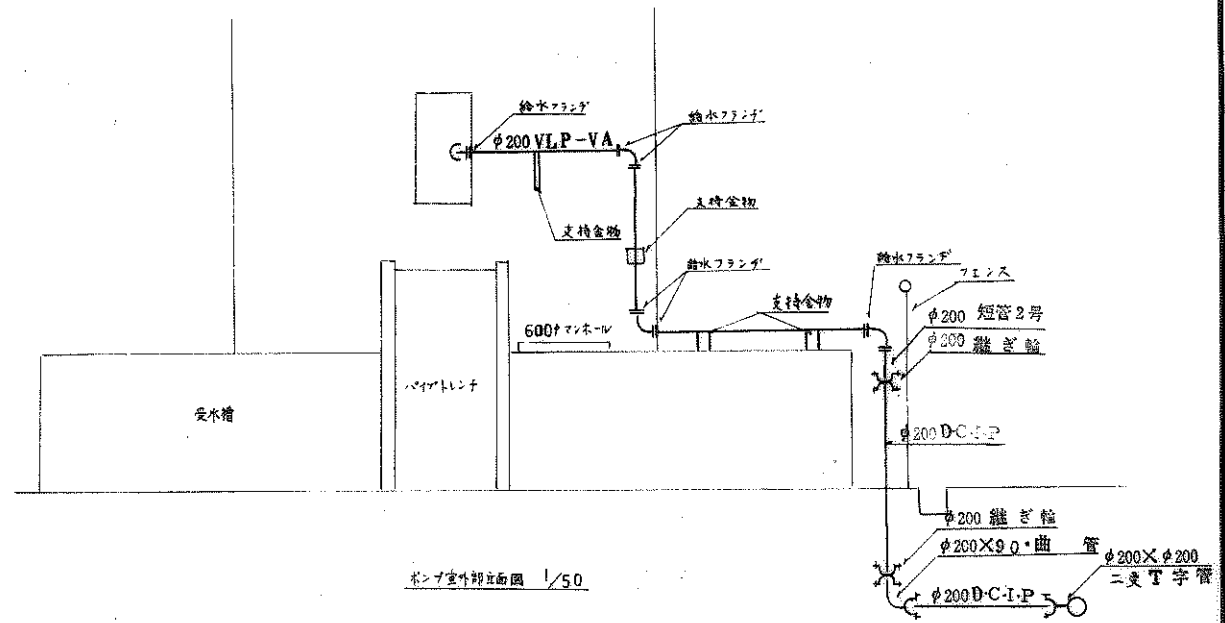 給水フランヂ
φ200 VLP-VA
給水フランヂ
支持金物
支持金物
給水フランヂ
給水フランヂ
フェンス
支持金物
φ200 短管2号
600φマンホール
φ200 継ぎ輪
パイプトレンチ
受水槽
φ200 D・C・I・P
φ200 継ぎ輪
φ200×90・曲 管
φ200×φ200
二受T字管
ポンプ室外部立面図 1/50
φ200 D・C・I・P